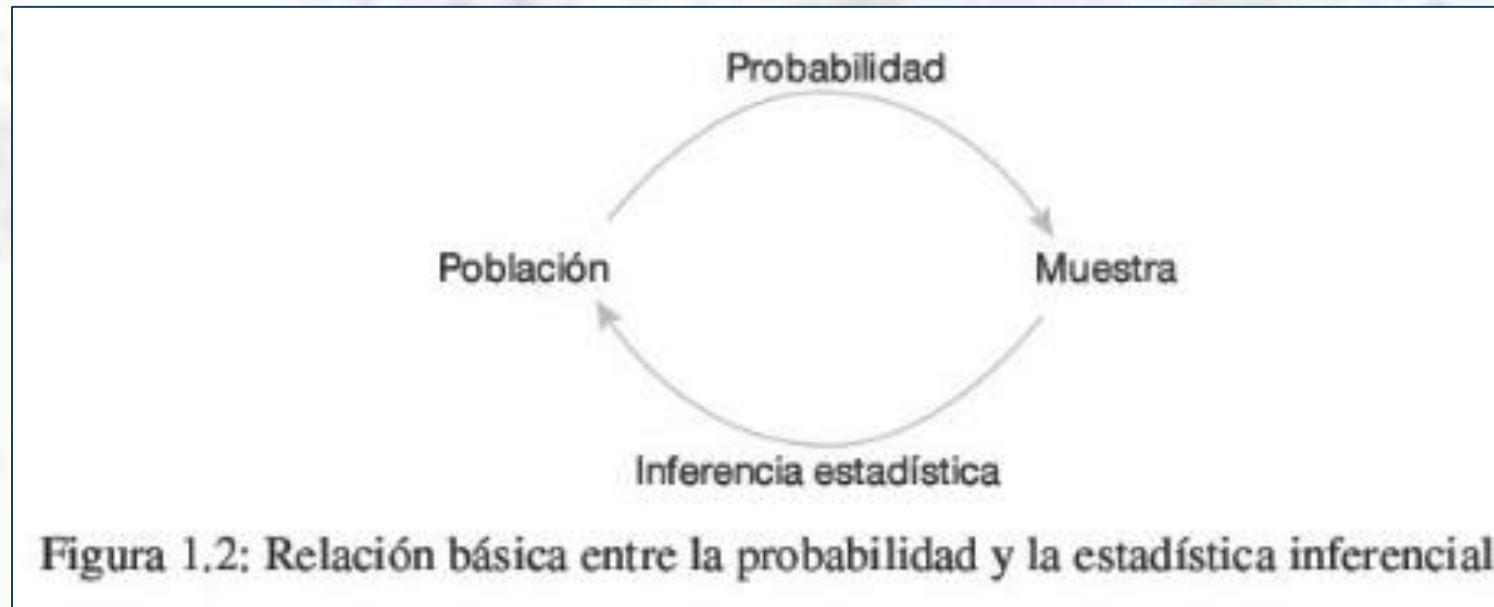 Probabilidad
Población
Muestra
Inferencia estadística
Figura 1.2: Relación básica entre la probabilidad y la estadística inferencial